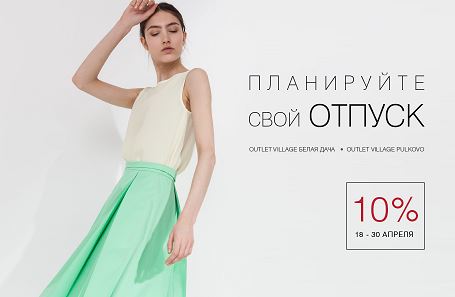 ПЛАНИРУЙТЕ
СВОЙ ОТПУСК
OUTLET VILLAGE БЕЛАЯ ДАЧА • OUTLET VILLAGE PULKOVO
10%
18 - 30 АПРЕЛЯ